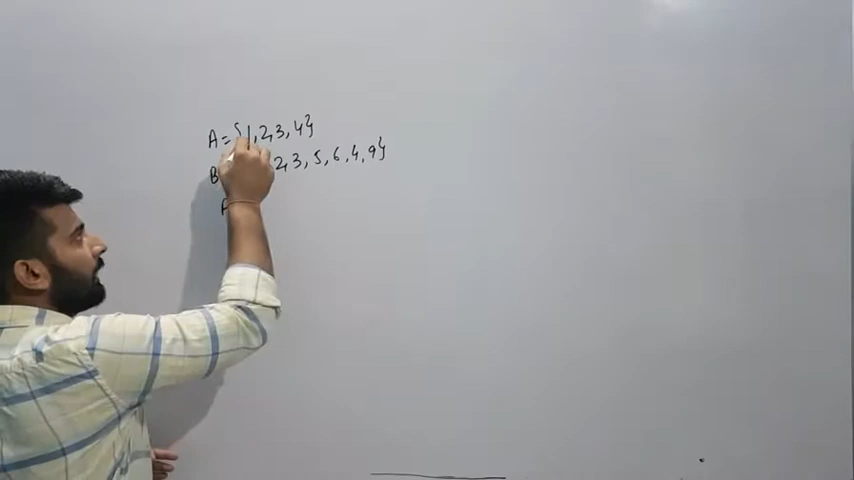 A = {1, 2, 3, 4}
B 2, 3, 5, 6, 4, 9}